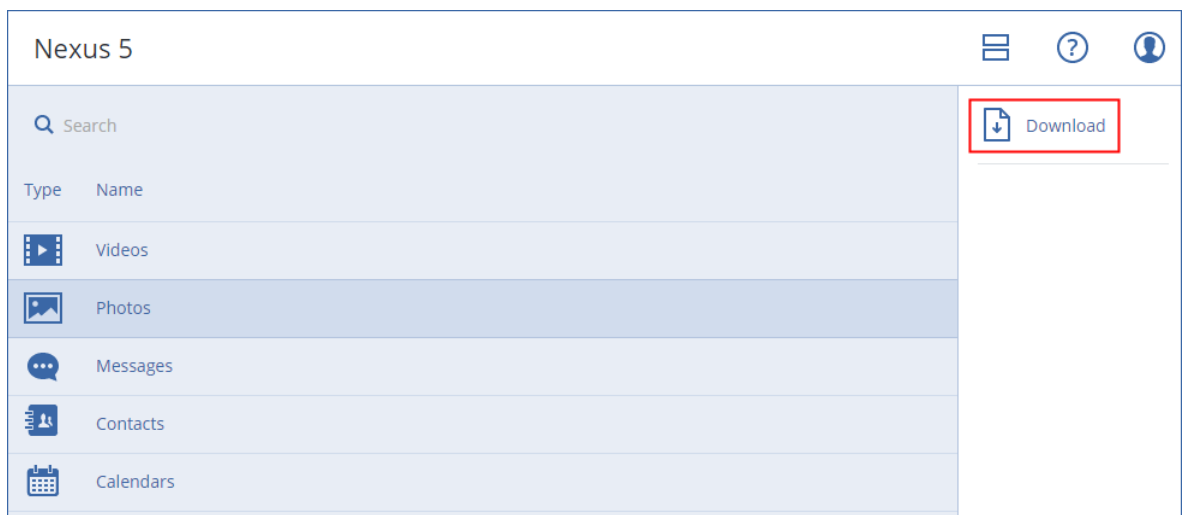 Nexus 5
Search
Download
Type Name
Videos
Photos
Messages
Contacts
Calendars